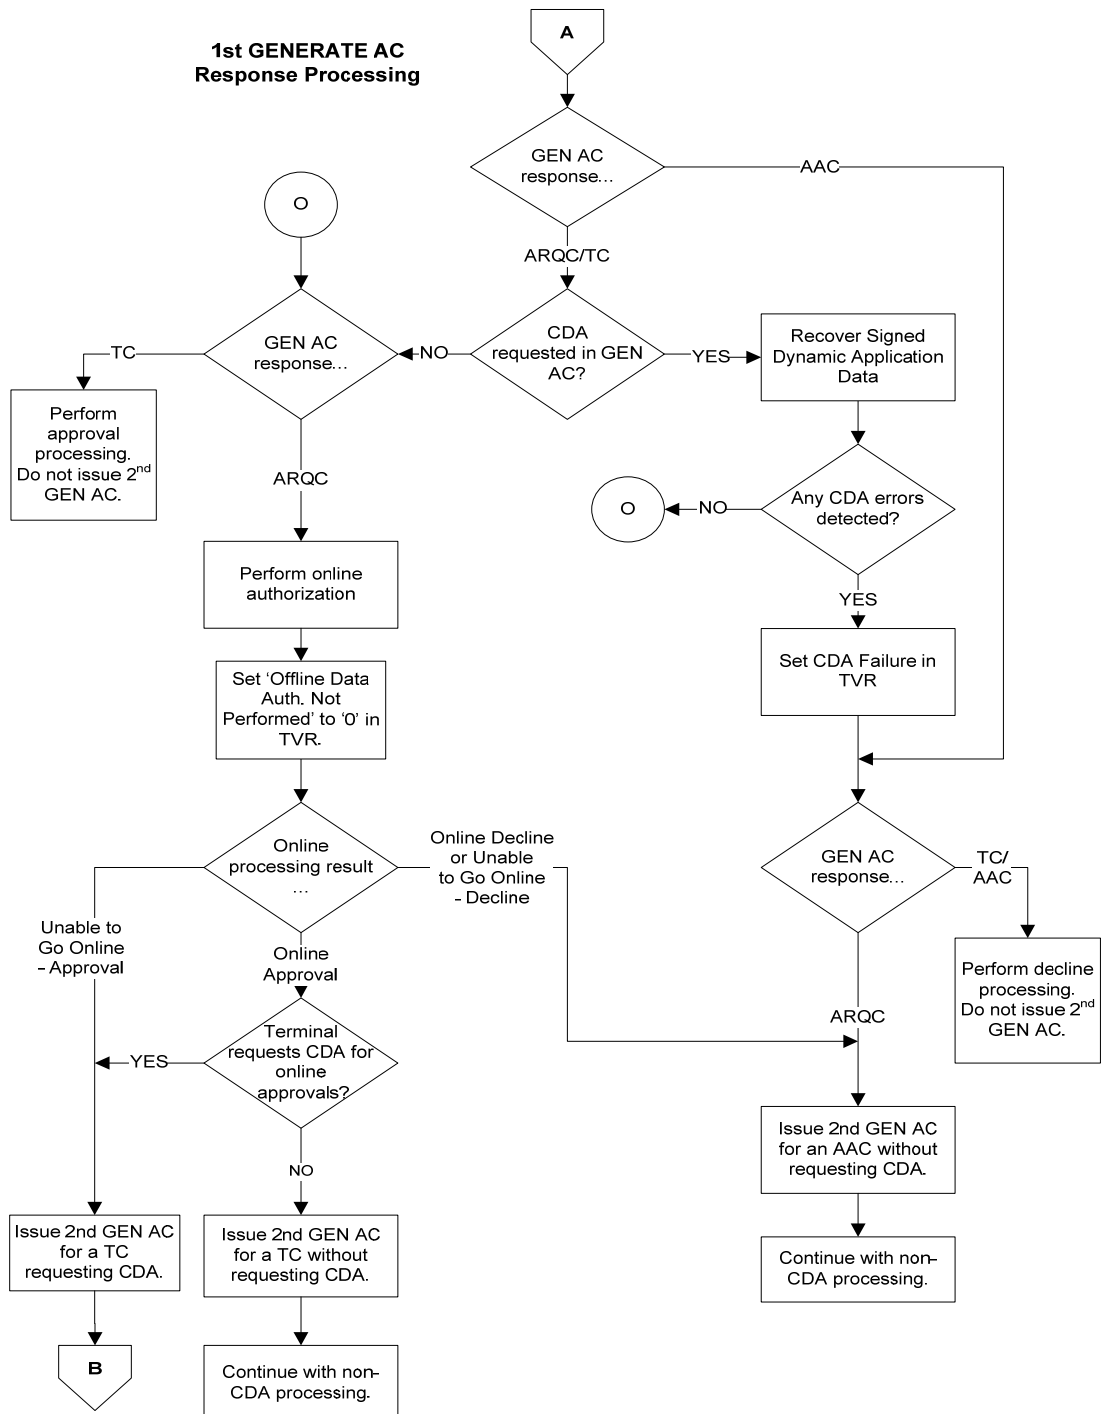 A
1st GENERATE AC
Response Processing
GEN AC
response...
AAC
O
ARQC/TC
GEN AC
response...
TC
NO
CDA
requested in GEN
AC?
YES
Recover Signed
Dynamic Application
Data
Perform
approval
processing.
Do not issue 2nd
GEN AC.
ARQC
O
NO
Any CDA errors
detected?
YES
Perform online
authorization
Set CDA Failure in
TVR
Set ‘Offline Data
Auth. Not
Performed’ to ‘0’ in
TVR.
Online
processing result
...
Online Decline
or Unable
to Go Online
- Decline
GEN AC
response...
TC/
AAC
Unable to
Go Online
- Approval
Online
Approval
Perform decline
processing.
Do not issue 2nd
GEN AC.
ARQC
Terminal
requests CDA for
online
approvals?
YES
NO
Issue 2nd GEN AC
for an AAC without
requesting CDA.
Issue 2nd GEN AC
for a TC
requesting CDA.
Issue 2nd GEN AC
for a TC without
requesting CDA.
Continue with non-
CDA processing.
B
Continue with non-
CDA processing.